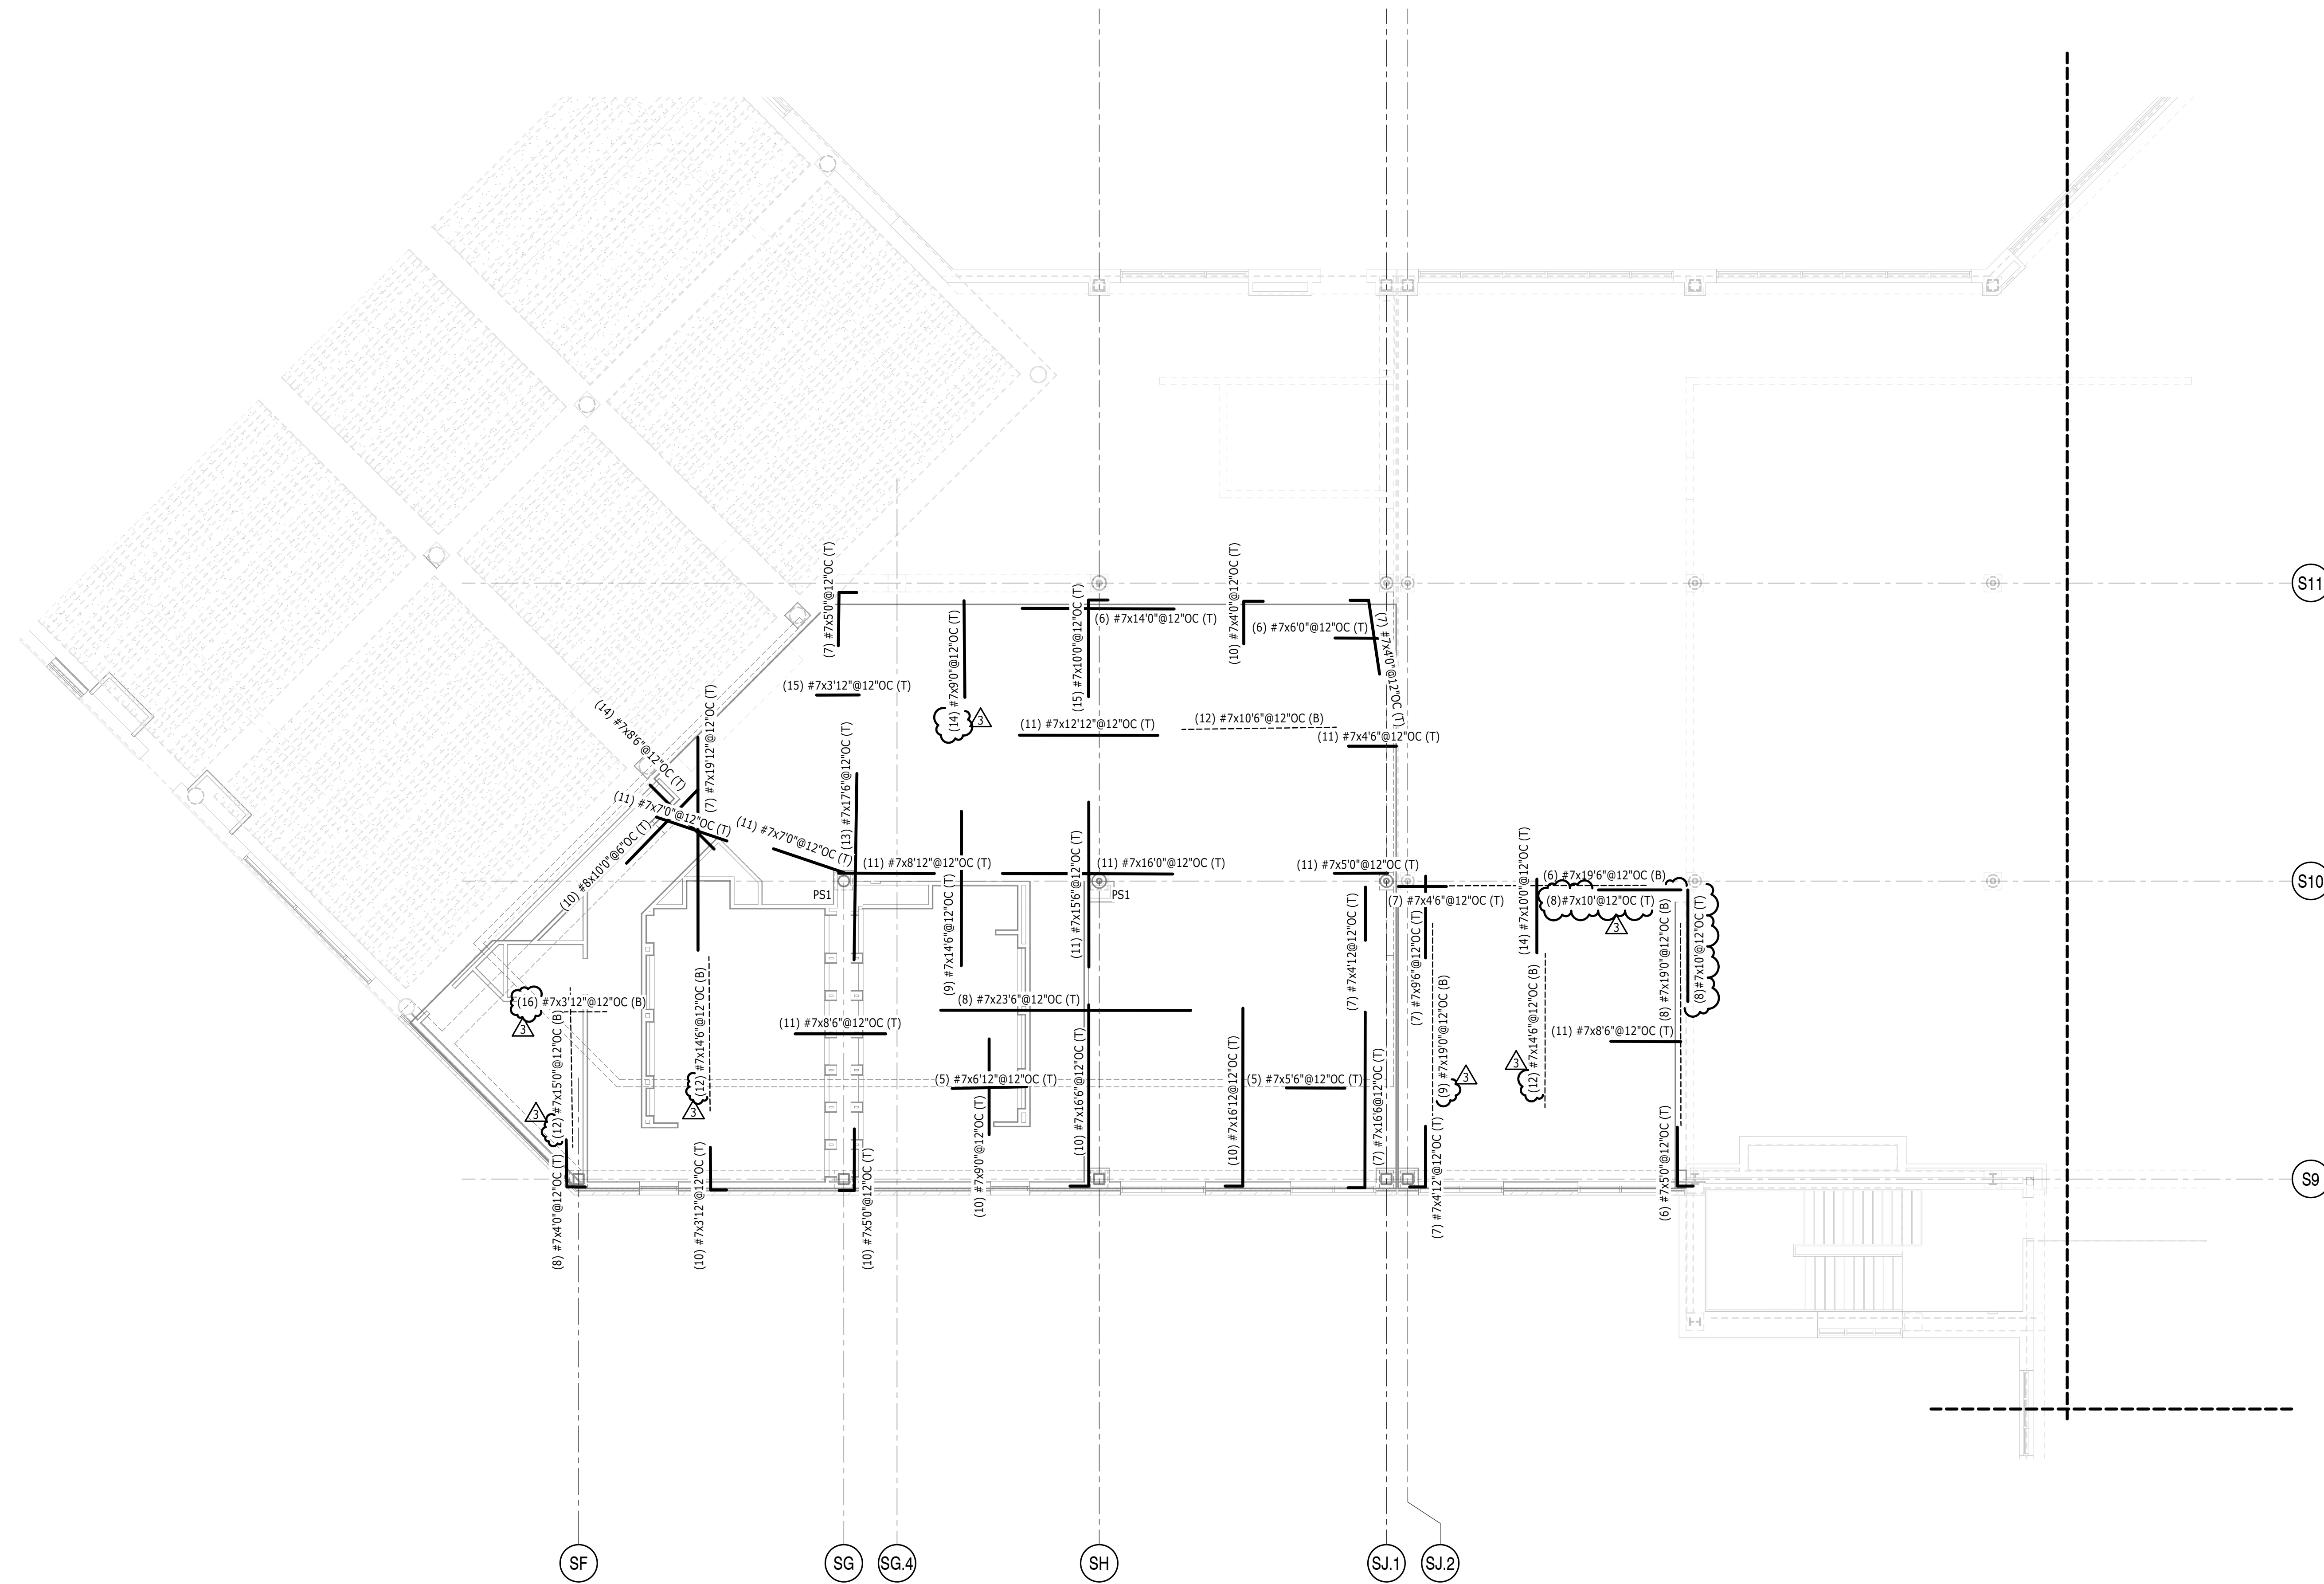 (7) #7x5'0"@12"OC (T)
(14) #7x9'0"@12"OC (T)
3
(15) #7x10'0"@12"OC (T)
(6) #7x14'0"@12"OC (T)
(10) #7x4'0"@12"OC (T)
(6) #7x6'0"@12"OC (T)
(7) #7x4'0"@12"OC (T)
S11
(15) #7x3'12"@12"OC (T)
(11) #7x12'12"@12"OC (T)
(12) #7x10'6"@12"OC (B)
(11) #7x4'6"@12"OC (T)
(14) #7x8'6"@12"OC (T)
(7) #7x19'12"@12"OC (T)
(11) #7x7'0"@12"OC (T)
(10) #8x10'0"@6"OC (T)
(11) #7x7'0"@12"OC (T)
(13) #7x17'6"@12"OC (T)
(11) #7x8'12"@12"OC (T)
(9) #7x14'6"@12"OC (T)
(11) #7x15'6"@12"OC (T)
(11) #7x16'0"@12"OC (T)
(11) #7x5'0"@12"OC (T)
PS1
PS1
(7) #7x4'6"@12"OC (T)
(14) #7x10'0"@12"OC (T)
(6) #7x19'6"@12"OC (B)
(8)#7x10'@12"OC (T)
3
(8) #7x19'0"@12"OC (B)
(8)#7x10'@12"OC (T)
S10
(7) #7x4'12@12"OC (T)
(7) #7x9'6"@12"OC (T)
(16) #7x3'12"@12"OC (B)
3
(12) #7x15'0"@12"OC (B)
3
(12) #7x14'6"@12"OC (B)
3
(11) #7x8'6"@12"OC (T)
(8) #7x23'6"@12"OC (T)
(5) #7x6'12"@12"OC (T)
(10) #7x9'0"@12"OC (T)
(10) #7x16'6"@12"OC (T)
(10) #7x16'12@12"OC (T)
(5) #7x5'6"@12"OC (T)
(7) #7x16'6@12"OC (T)
(9) #7x19'0"@12"OC (B)
3
(12) #7x14'6"@12"OC (B)
3
(11) #7x8'6"@12"OC (T)
(8) #7x4'0"@12"OC (T)
(10) #7x3'12"@12"OC (T)
(10) #7x5'0"@12"OC (T)
(7) #7x4'12"@12"OC (T)
(6) #7x5'0"@12"OC (T)
S9
SF
SG
SG.4
SH
SJ.1
SJ.2